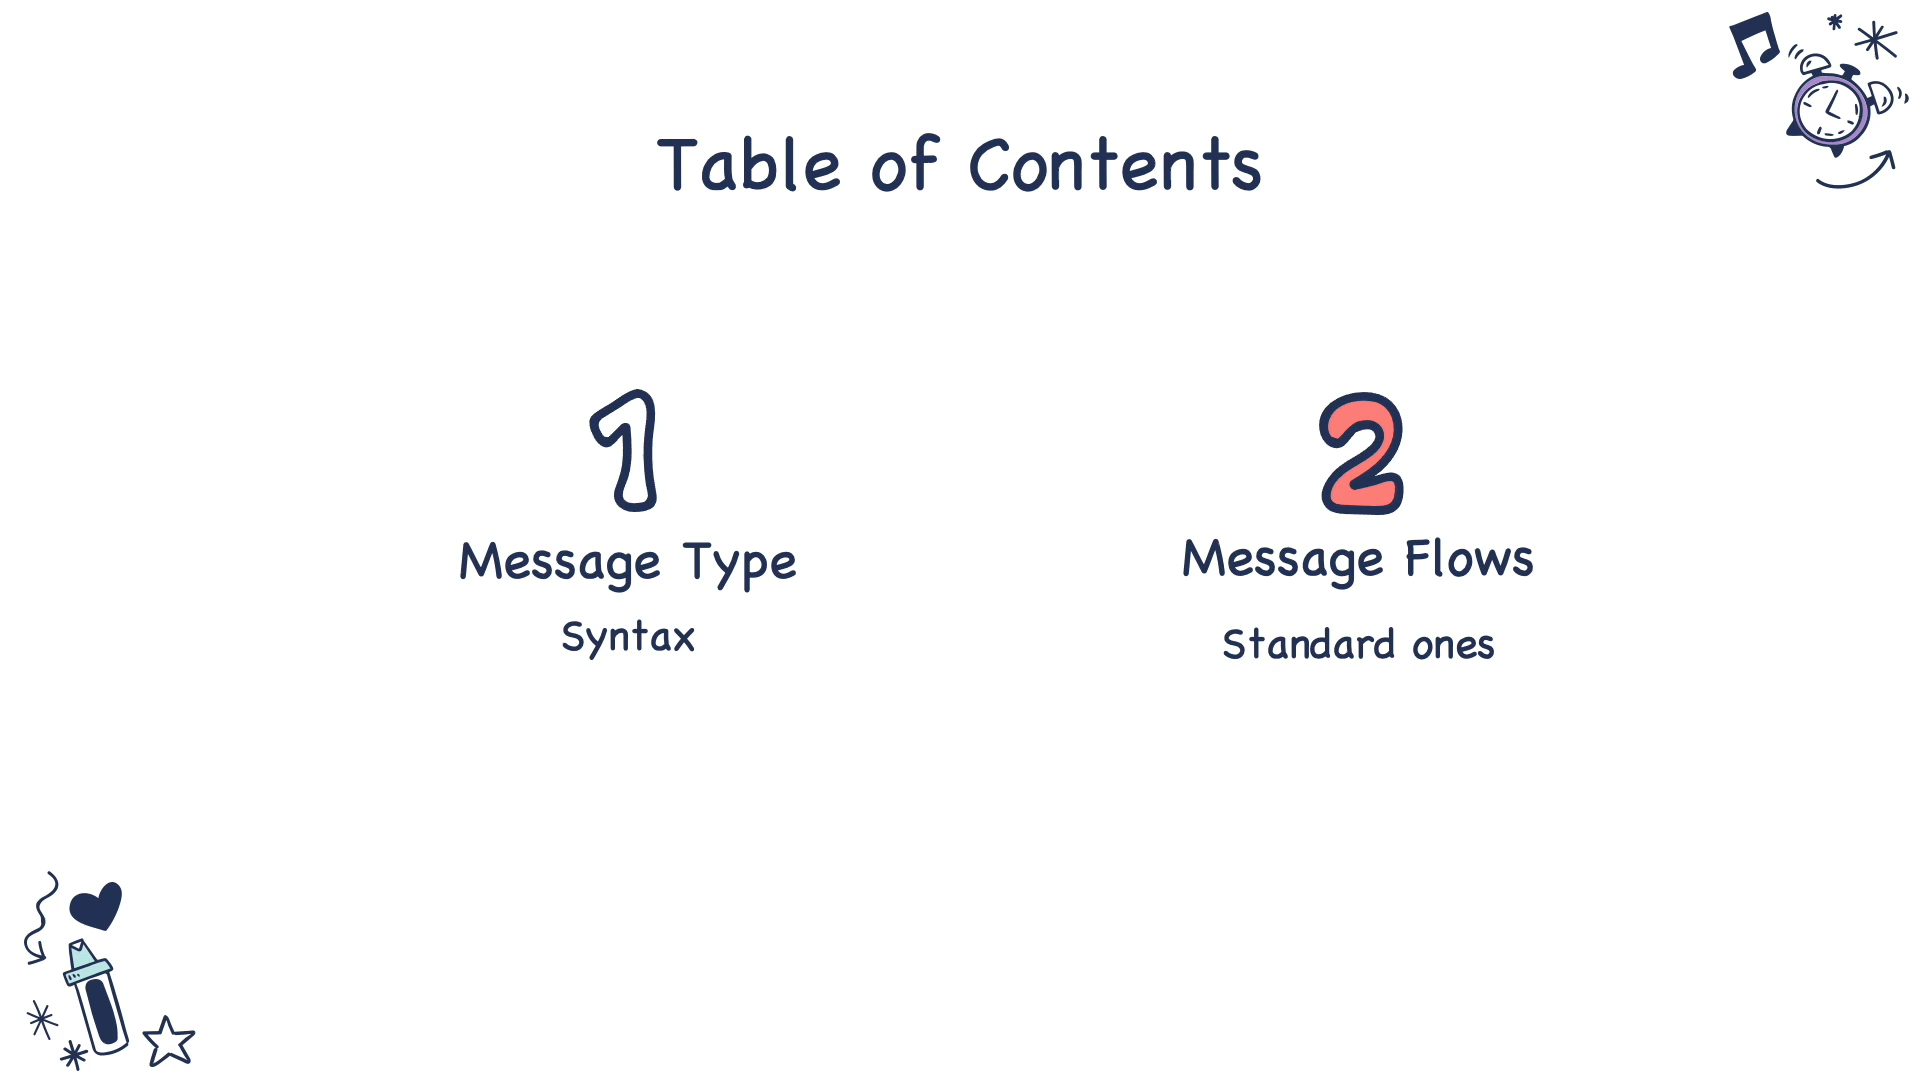 Table of Contents
1
Message Type
Syntax
2
Message Flows
Standard ones